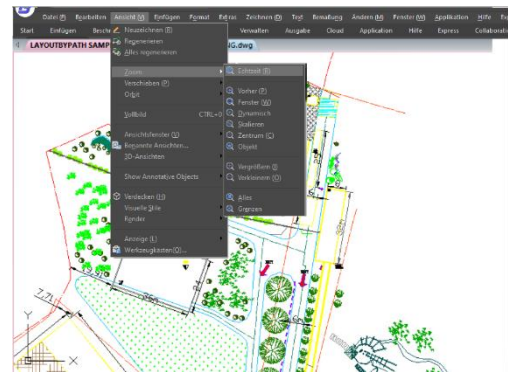 Datei (F) Bearbeiten Ansicht (V) Einfügen Format Extras Zeichnen (D) Text Bemaßung Ändern (M) Fenster (W) Applikation Hilfe
Start Einfügen Verwalten Ausgabe Cloud Application Hilfe Express
LAYOUTBYPATH SAMP
NG.dwg
Neuzeichnen (R)
Regenerieren
Alles regenerieren
Zoom
Verschieben (P)
Orbit
Vollbild CTRL+0
Ansichtsfenster (V)
Benannte Ansichten...
3D-Ansichten
Show Annotative Objects
Verdecken (H)
Visuelle Stile
Render
Anzeige (L)
Werkzeugkästen(O)...
Echtzeit (R)
Vorher (P)
Fenster (W)
Dynamisch
Skalieren
Zentrum (C)
Objekt
Vergrößern (I)
Verkleinern (O)
Alles
Grenzen
7,71
Y
X